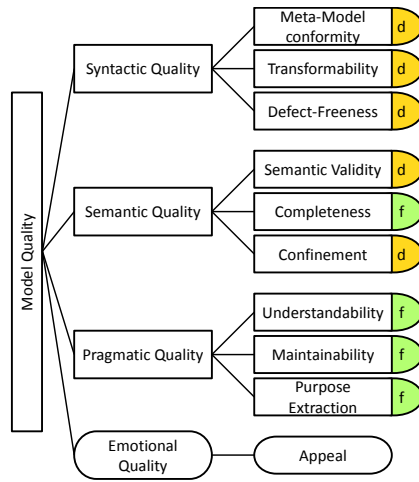 Model Quality
Syntactic Quality
Meta-Model
conformity
d
Transformability
d
Defect-Freeness
d
Semantic Quality
Semantic Validity
d
Completeness
f
Confinement
d
Pragmatic Quality
Understandability
f
Maintainability
f
Purpose
Extraction
f
Emotional
Quality
Appeal